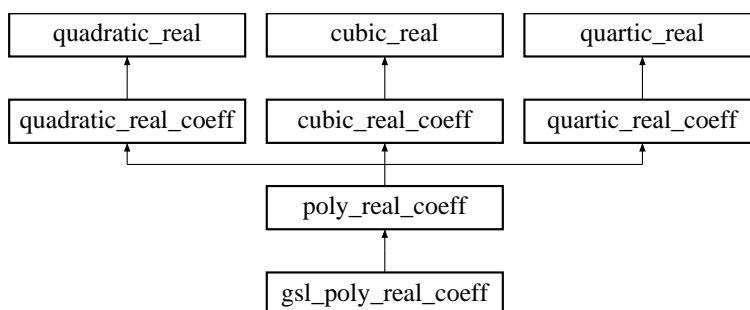 quadratic_real
cubic_real
quartic_real
quadratic_real_coeff
cubic_real_coeff
quartic_real_coeff
poly_real_coeff
gsl_poly_real_coeff